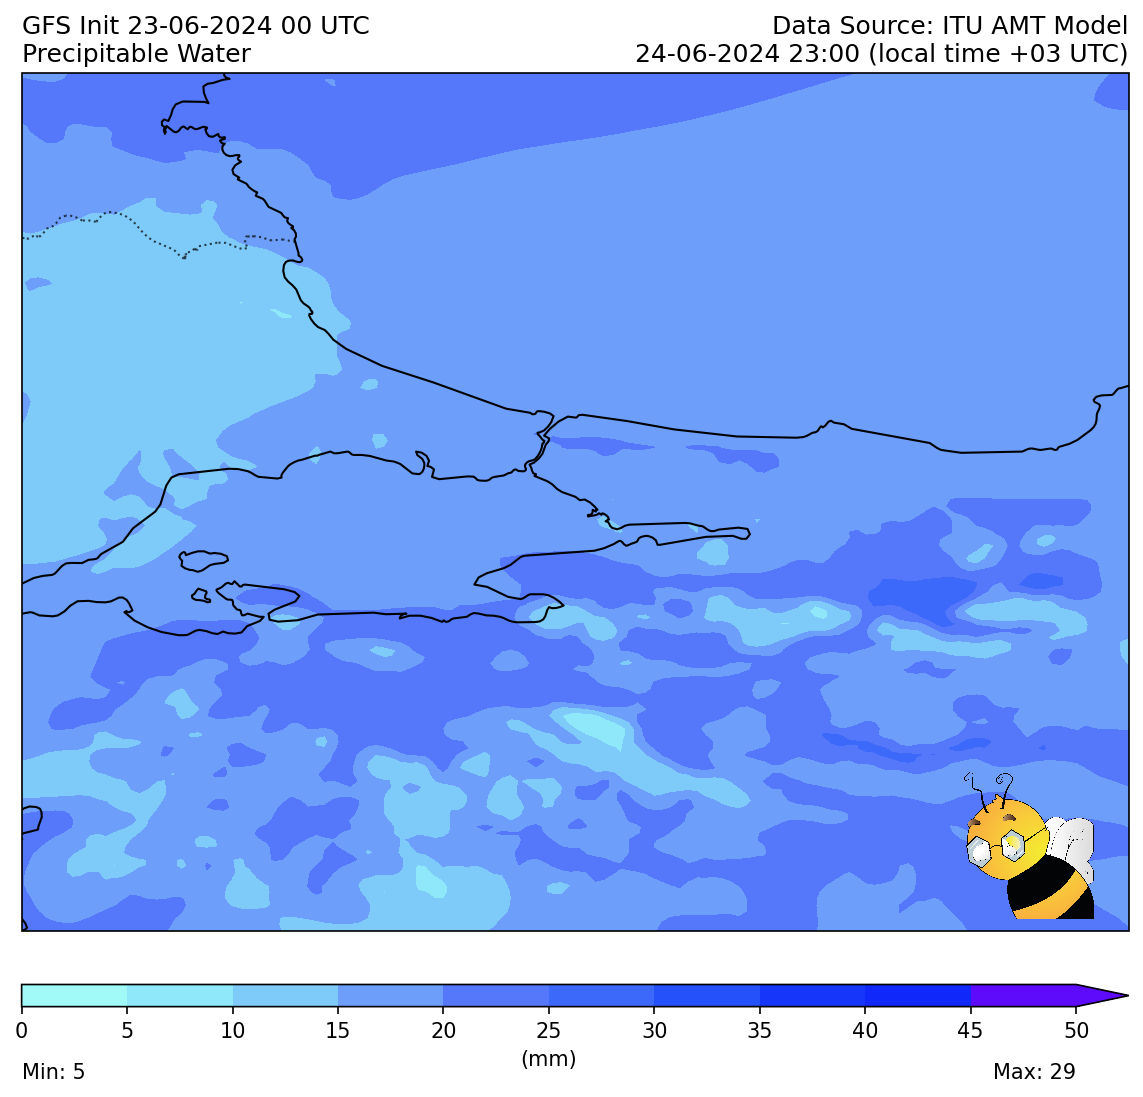 GFS Init 23-06-2024 00 UTC
Data Source: ITU AMT Model
Precipitable Water
24-06-2024 23:00 (local time +03 UTC)
0 5 10 15 20 25 30 35 40 45 50
(mm)
Min: 5
Max: 29